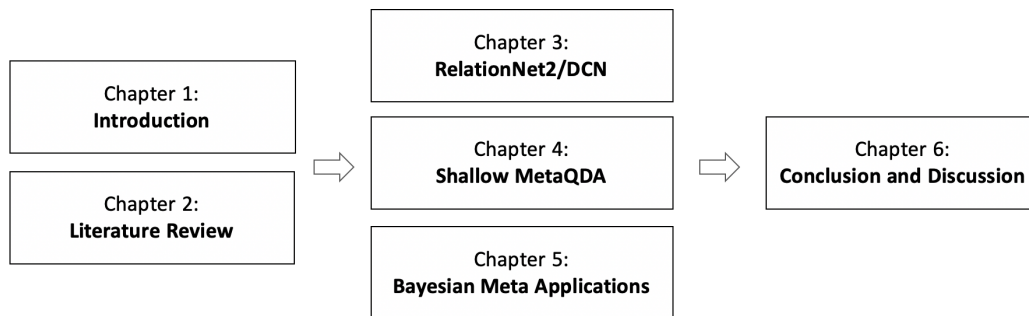 Chapter 1:
Introduction
Chapter 2:
Literature Review
Chapter 3:
RelationNet2/DCN
Chapter 4:
Shallow MetaQDA
Chapter 5:
Bayesian Meta Applications
Chapter 6:
Conclusion and Discussion